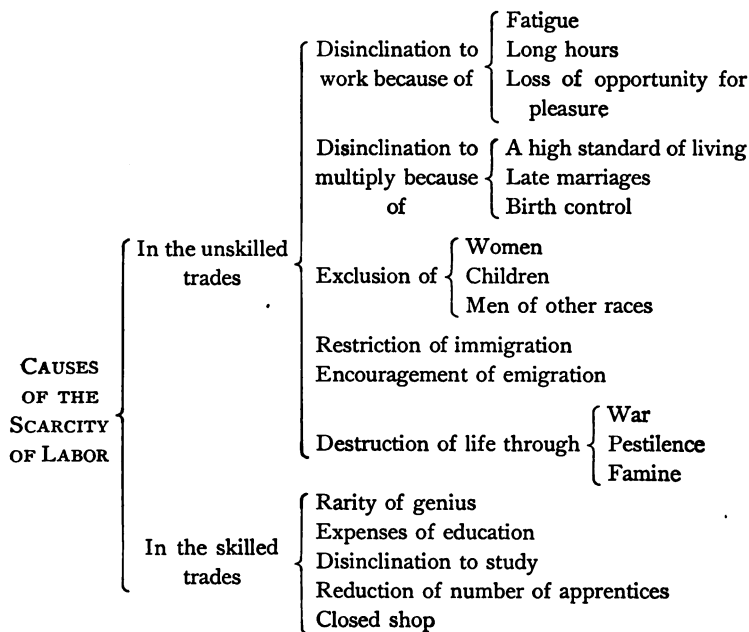 CAUSES
OF THE
SCARCITY
OF LABOR
In the unskilled
trades
Disinclination to
work because of
Fatigue
Long hours
Loss of opportunity for
pleasure
Disinclination to
multiply because
of
A high standard of living
Late marriages
Birth control
Exclusion of
Women
Children
Men of other races
Restriction of immigration
Encouragement of emigration
Destruction of life through
War
Pestilence
Famine
In the skilled
trades
Rarity of genius
Expenses of education
Disinclination to study
Reduction of number of apprentices
Closed shop